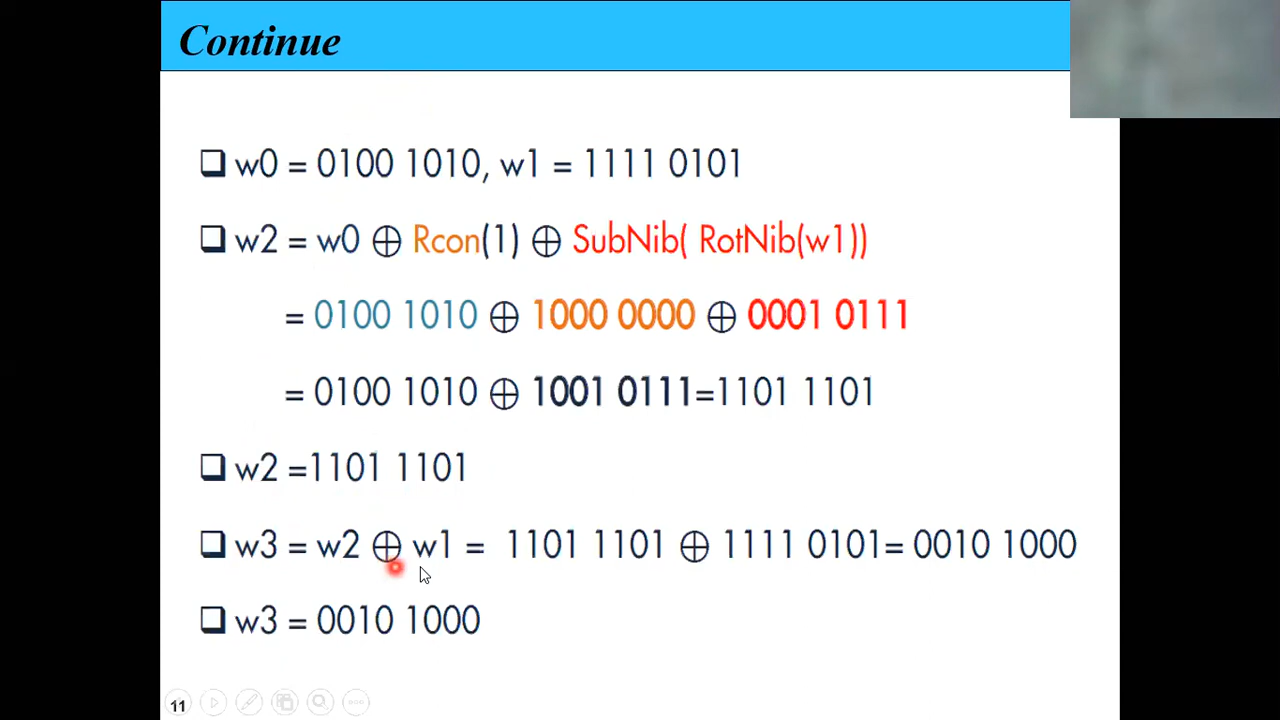 Continue
❑ w0 = 0100 1010, w1 = 1111 0101
❑ w2 = w0 ⊕ Rcon(1) ⊕ SubNib( RotNib(w1))
= 0100 1010 ⊕ 1000 0000 ⊕ 0001 0111
= 0100 1010 ⊕ 1001 0111=1101 1101
❑ w2 =1101 1101
❑ w3 = w2 ⊕ w1 = 1101 1101 ⊕ 1111 0101= 0010 1000
❑ w3 = 0010 1000
11